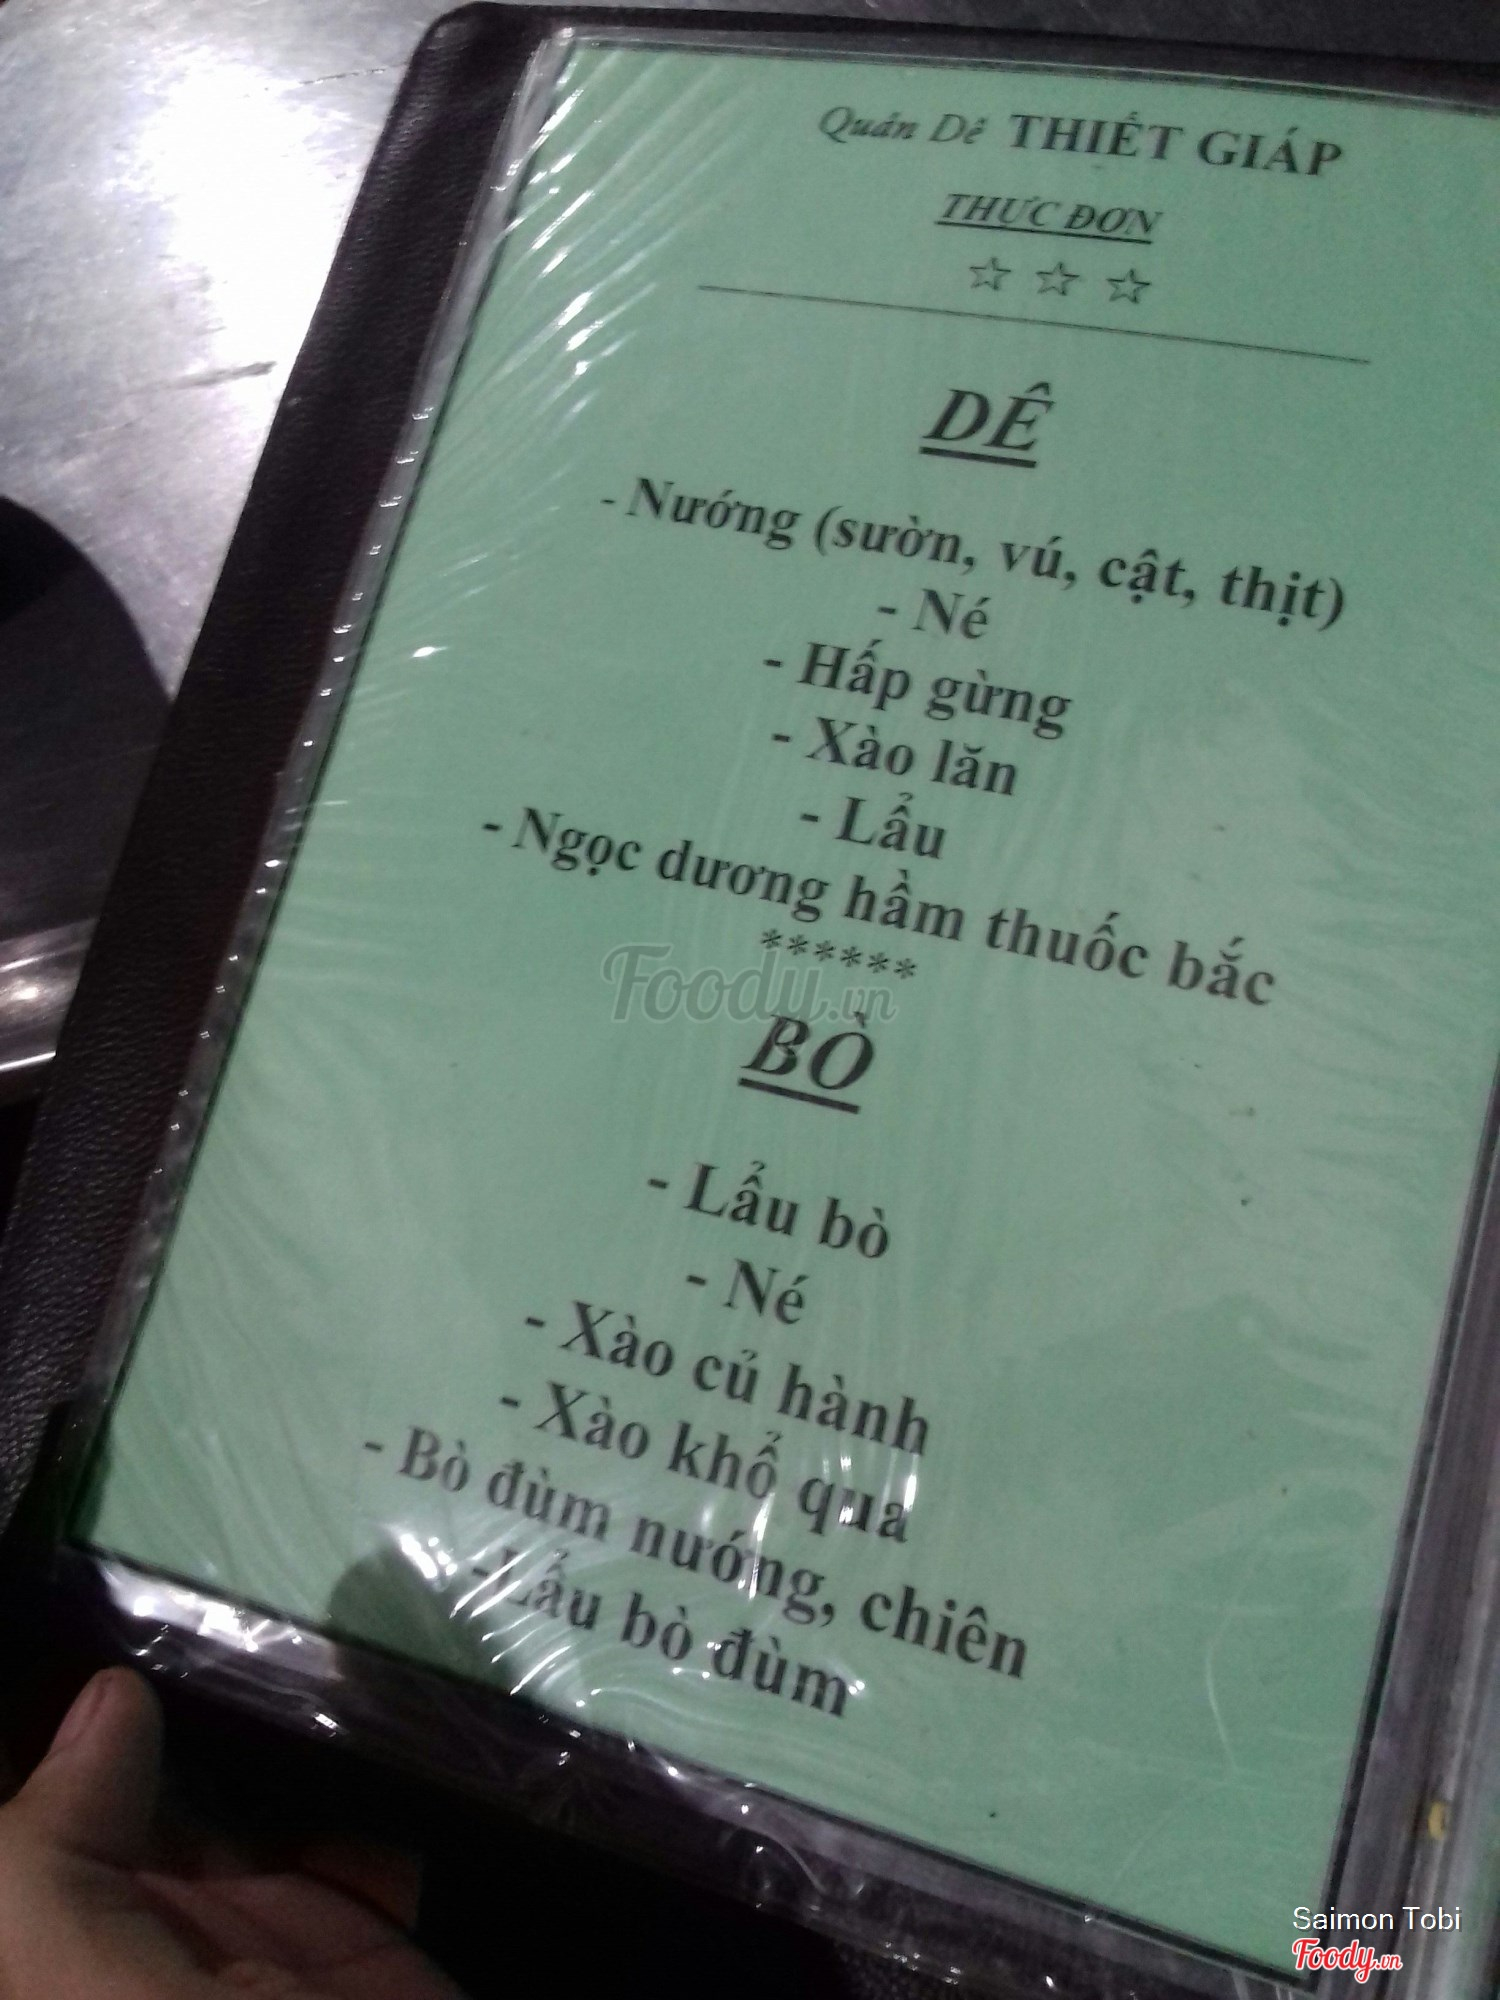 Quán Dê THIẾT GIÁP
THỰC ĐƠN
☆ ☆ ☆
DÊ
- Nướng (sườn, vú, cật, thịt)
- Né
- Hấp gừng
- Xào lăn
- Lẩu
- Ngọc dương hầm thuốc bắc
******
Foody.vn
BÒ
- Lẩu bò
- Né
- Xào củ hành
- Xào khổ qua
- Bò đùm nướng, chiên
-Lẩu bò đùm
Saimon Tobi
Foody.vn